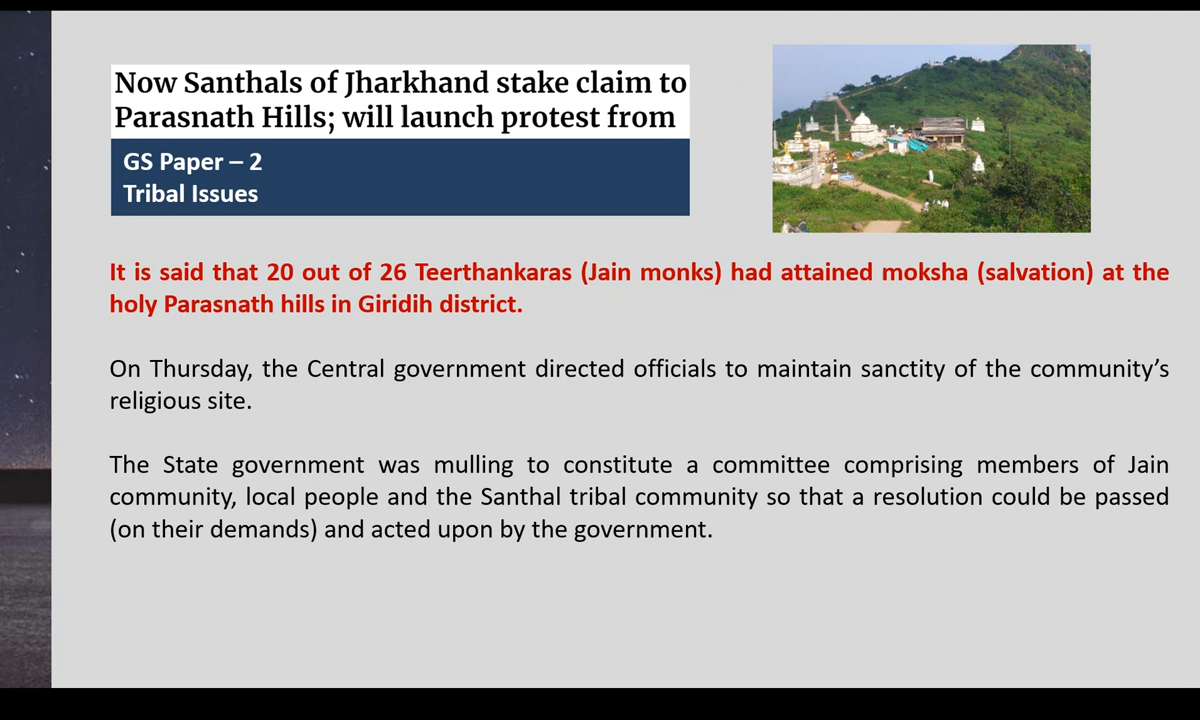 Now Santhals of Jharkhand stake claim to
Parasnath Hills; will launch protest from
GS Paper – 2
Tribal Issues
It is said that 20 out of 26 Teerthankaras (Jain monks) had attained moksha (salvation) at the
holy Parasnath hills in Giridih district.
On Thursday, the Central government directed officials to maintain sanctity of the community’s
religious site.
The State government was mulling to constitute a committee comprising members of Jain
community, local people and the Santhal tribal community so that a resolution could be passed
(on their demands) and acted upon by the government.